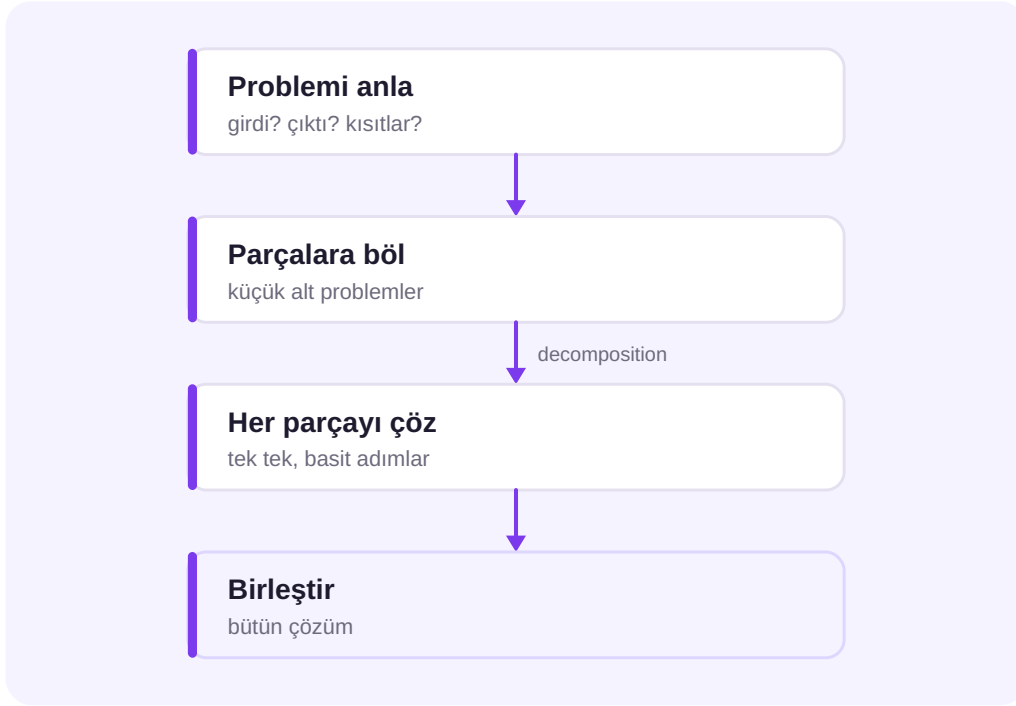 Problemi anla
girdi? çıktı? kısıtlar?
Parçalara böl
küçük alt problemler
decomposition
Her parçayı çöz
tek tek, basit adımlar
Birleştir
bütün çözüm